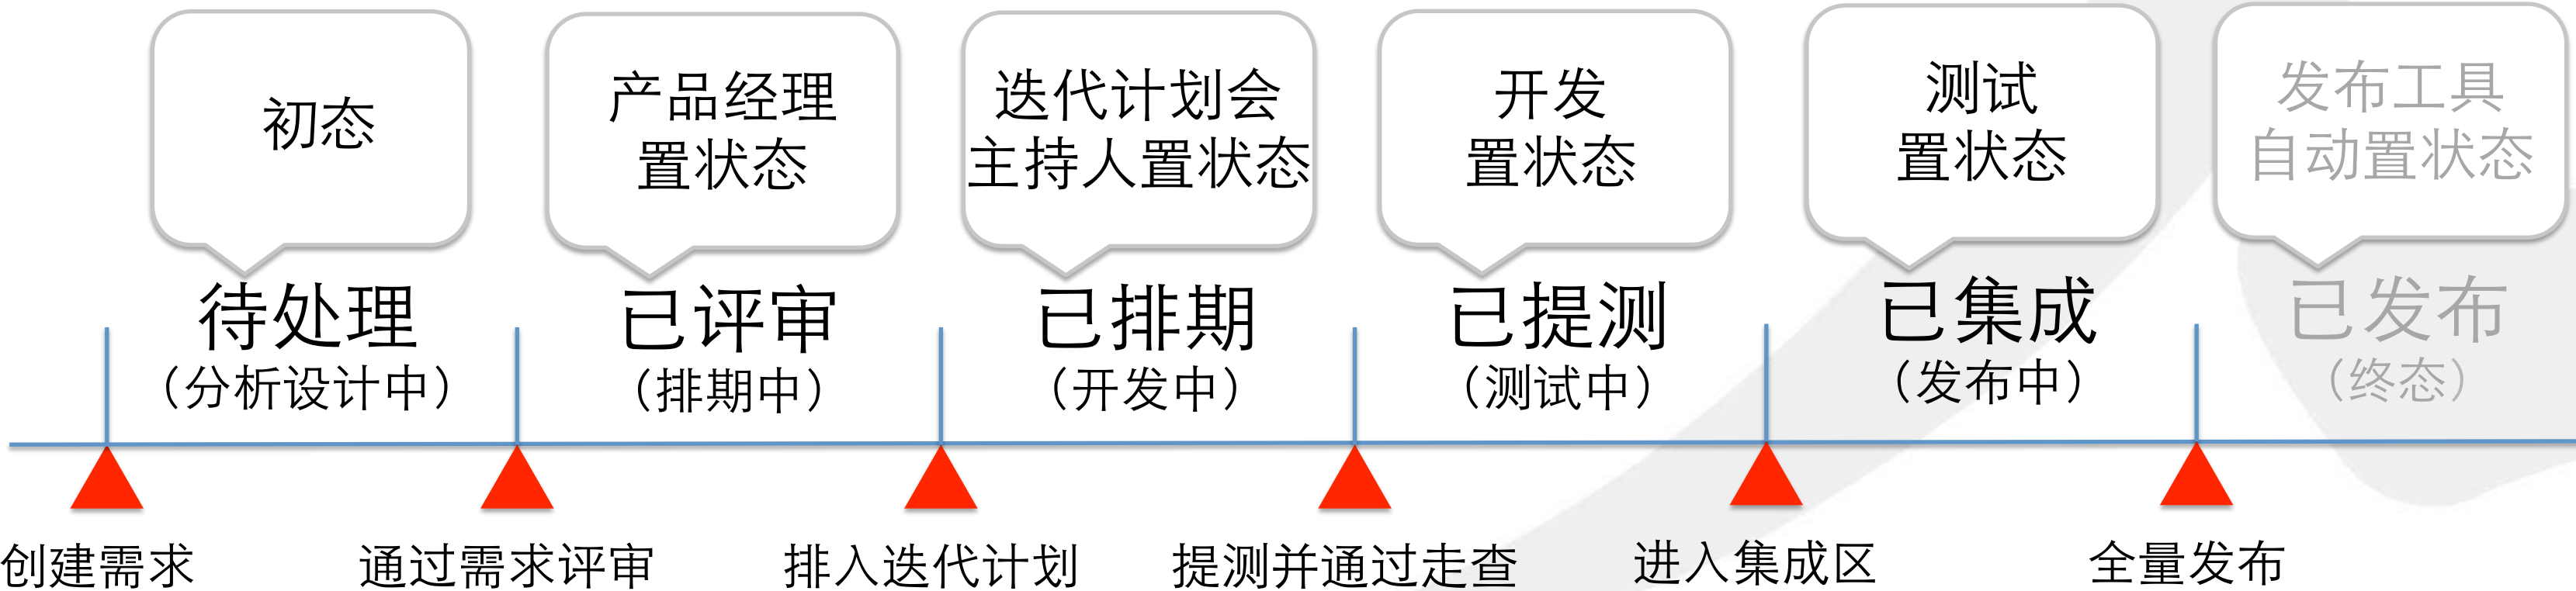 初态
产品经理
置状态
迭代计划会
主持人置状态
开发
置状态
测试
置状态
发布工具
自动置状态
待处理
（分析设计中）
已评审
（排期中）
已排期
（开发中）
已提测
（测试中）
已集成
（发布中）
已发布
（终态）
创建需求
通过需求评审
排入迭代计划
提测并通过走查
进入集成区
全量发布